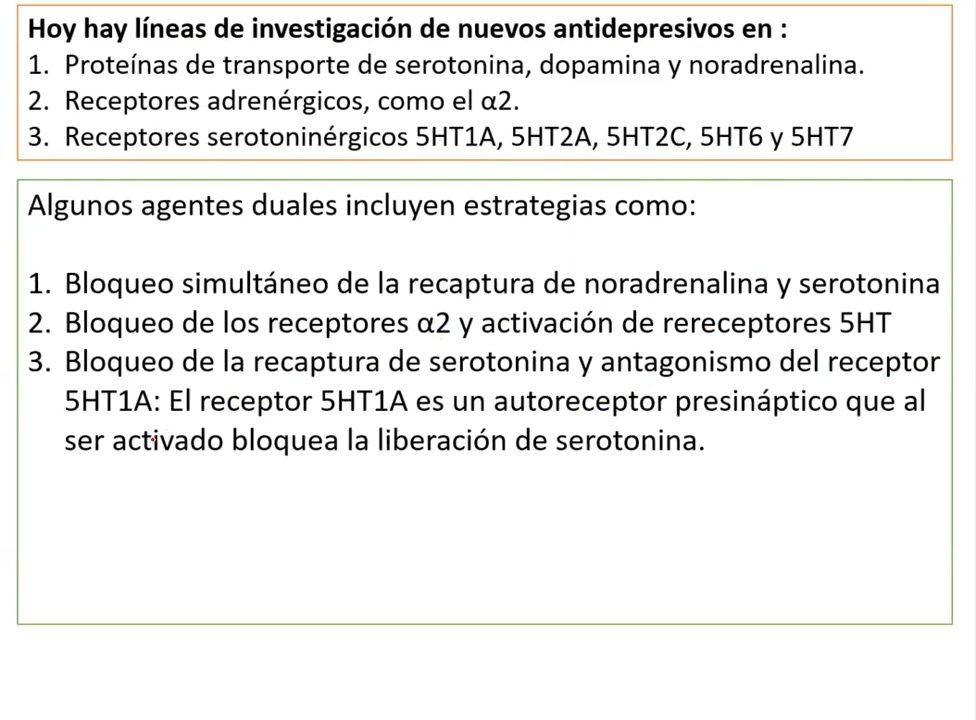 Hoy hay líneas de investigación de nuevos antidepresivos en :
1. Proteínas de transporte de serotonina, dopamina y noradrenalina.
2. Receptores adrenérgicos, como el α2.
3. Receptores serotoninérgicos 5HT1A, 5HT2A, 5HT2C, 5HT6 y 5HT7
Algunos agentes duales incluyen estrategias como:
1. Bloqueo simultáneo de la recaptura de noradrenalina y serotonina
2. Bloqueo de los receptores α2 y activación de rereceptores 5HT
3. Bloqueo de la recaptura de serotonina y antagonismo del receptor
5HT1A: El receptor 5HT1A es un autoreceptor presináptico que al
ser activado bloquea la liberación de serotonina.